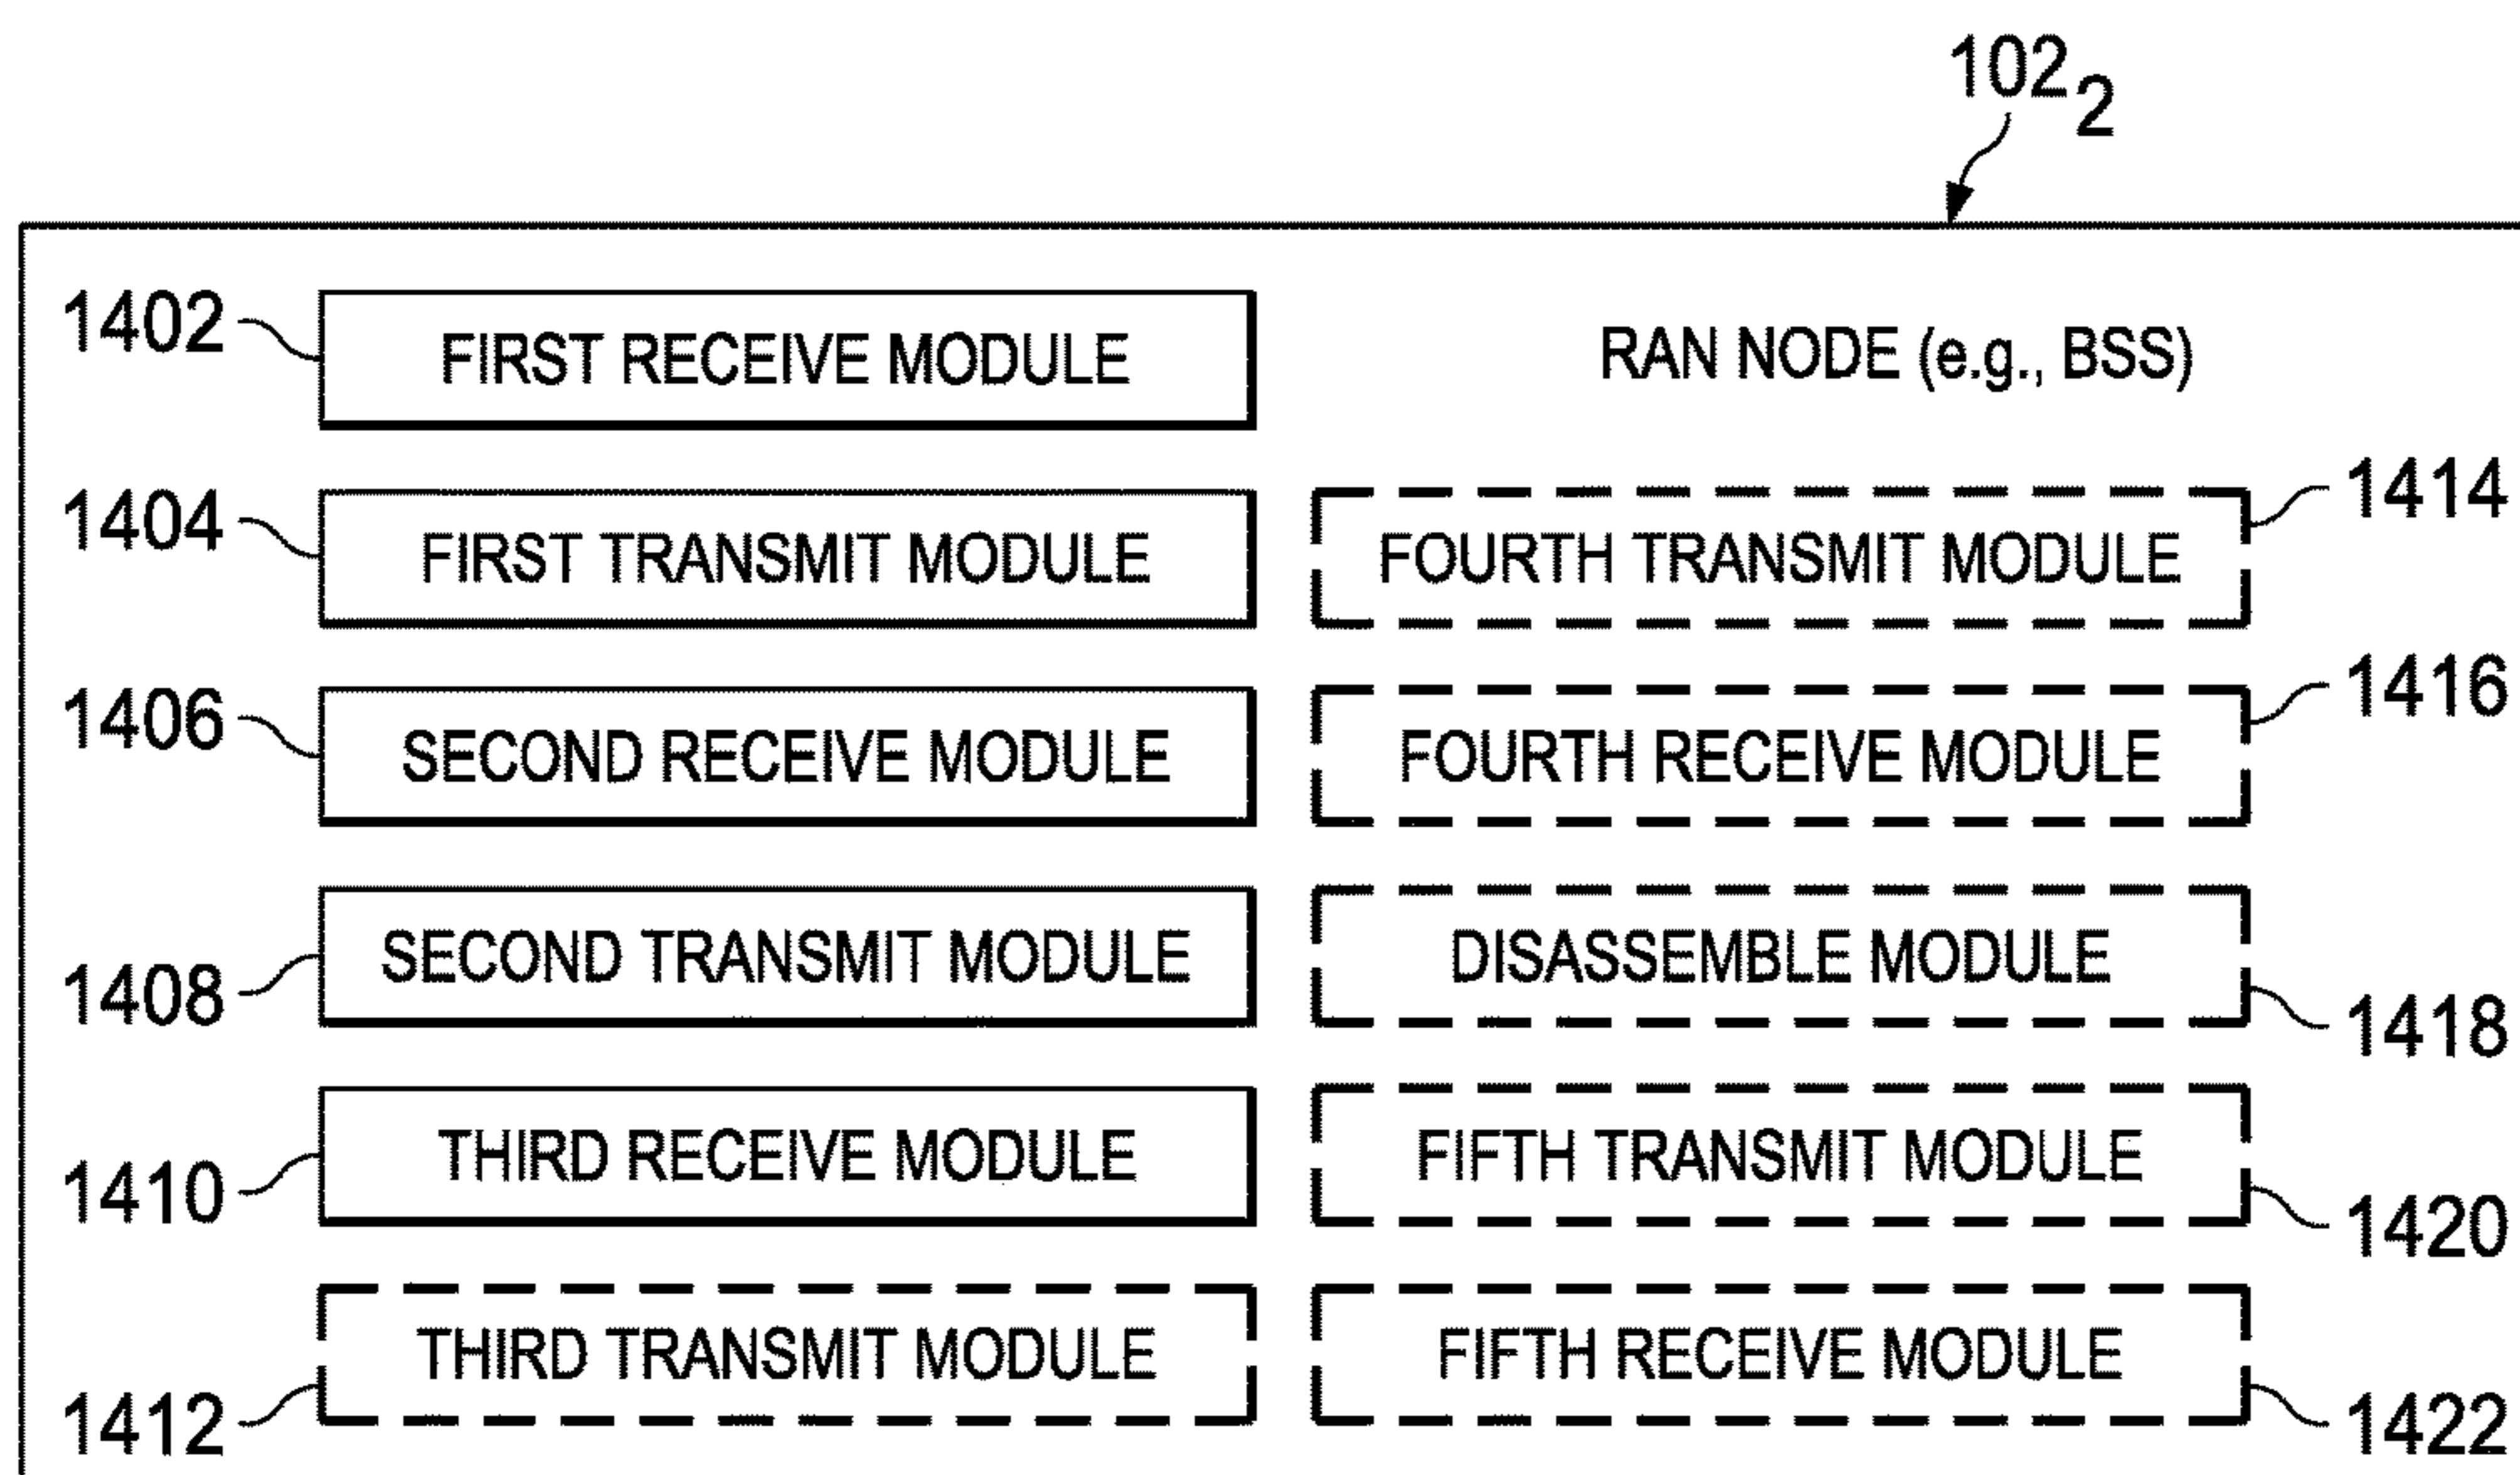 102₂
1402 FIRST RECEIVE MODULE RAN NODE (e.g., BSS)
1404 FIRST TRANSMIT MODULE FOURTH TRANSMIT MODULE 1414
1406 SECOND RECEIVE MODULE FOURTH RECEIVE MODULE 1416
1408 SECOND TRANSMIT MODULE DISASSEMBLE MODULE 1418
1410 THIRD RECEIVE MODULE FIFTH TRANSMIT MODULE 1420
1412 THIRD TRANSMIT MODULE FIFTH RECEIVE MODULE 1422